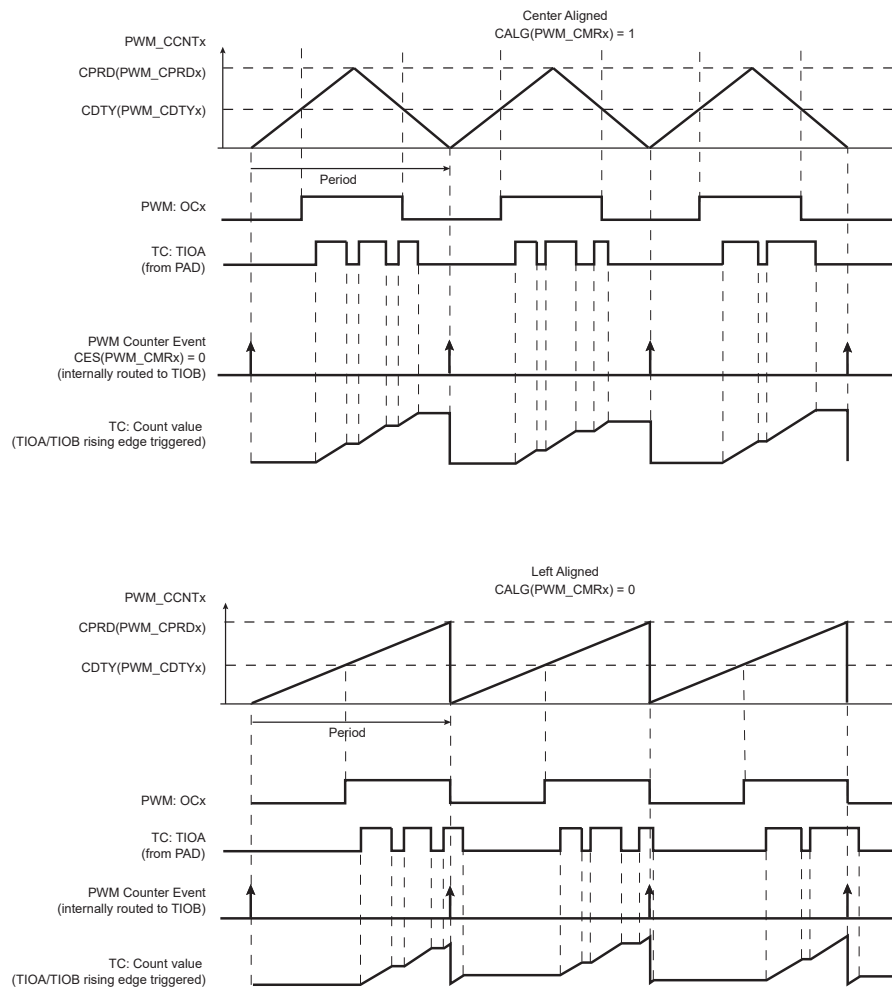 Center Aligned
CALG(PWM_CMRx) = 1
PWM_CCNTx
CPRD(PWM_CPRDx)
CDTY(PWM_CDTYx)
Period
PWM: OCx
TC: TIOA
(from PAD)
PWM Counter Event
CES(PWM_CMRx) = 0
(internally routed to TIOB)
TC: Count value
(TIOA/TIOB rising edge triggered)
Left Aligned
CALG(PWM_CMRx) = 0
PWM_CCNTx
CPRD(PWM_CPRDx)
CDTY(PWM_CDTYx)
Period
PWM: OCx
TC: TIOA
(from PAD)
PWM Counter Event
(internally routed to TIOB)
TC: Count value
(TIOA/TIOB rising edge triggered)